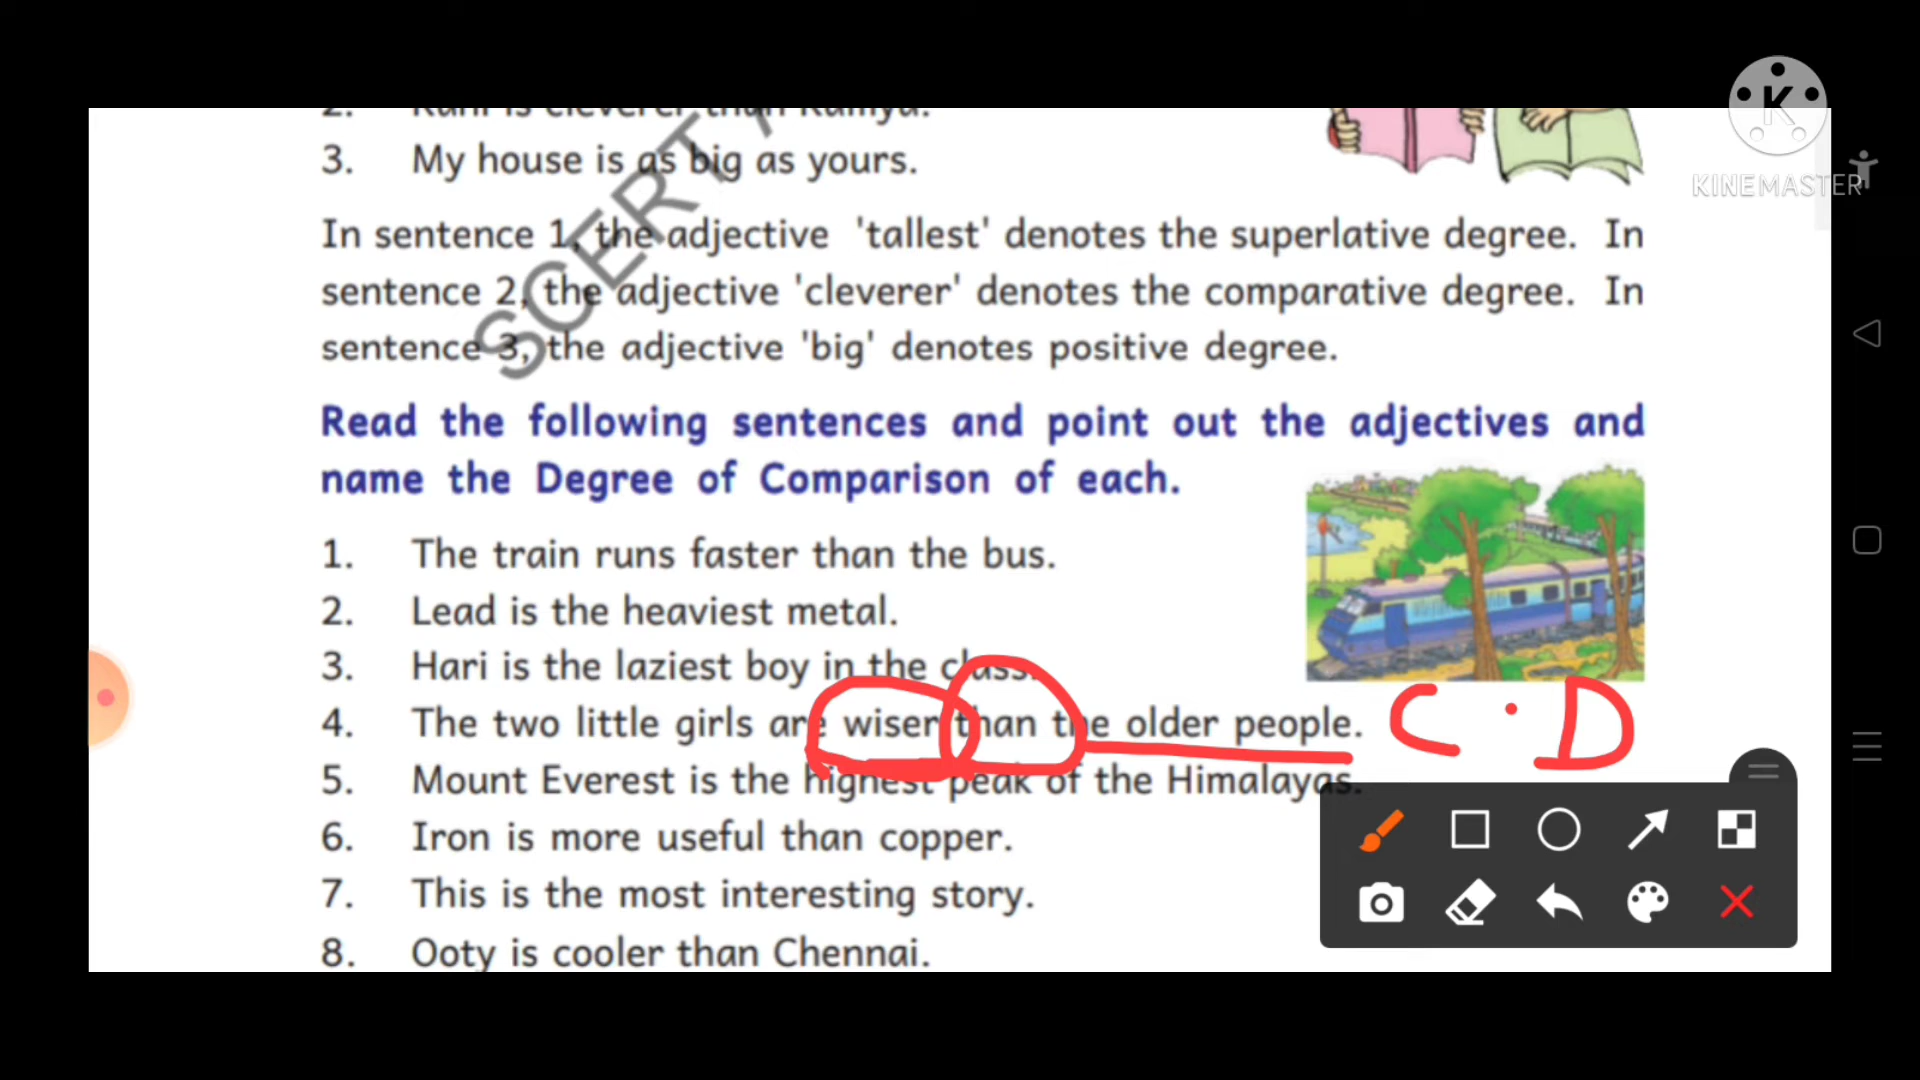 2. Rani is cleverer than Ramya.
K
KINEMASTER
3. My house is as big as yours.
SCERT
In sentence 1, the adjective 'tallest' denotes the superlative degree. In
sentence 2, the adjective 'cleverer' denotes the comparative degree. In
sentence 3, the adjective 'big' denotes positive degree.
Read the following sentences and point out the adjectives and
name the Degree of Comparison of each.
1. The train runs faster than the bus.
2. Lead is the heaviest metal.
3. Hari is the laziest boy in the class.
4. The two little girls are wiser than the older people. C.D
5. Mount Everest is the highest peak of the Himalayas.
6. Iron is more useful than copper.
7. This is the most interesting story.
8. Ooty is cooler than Chennai.